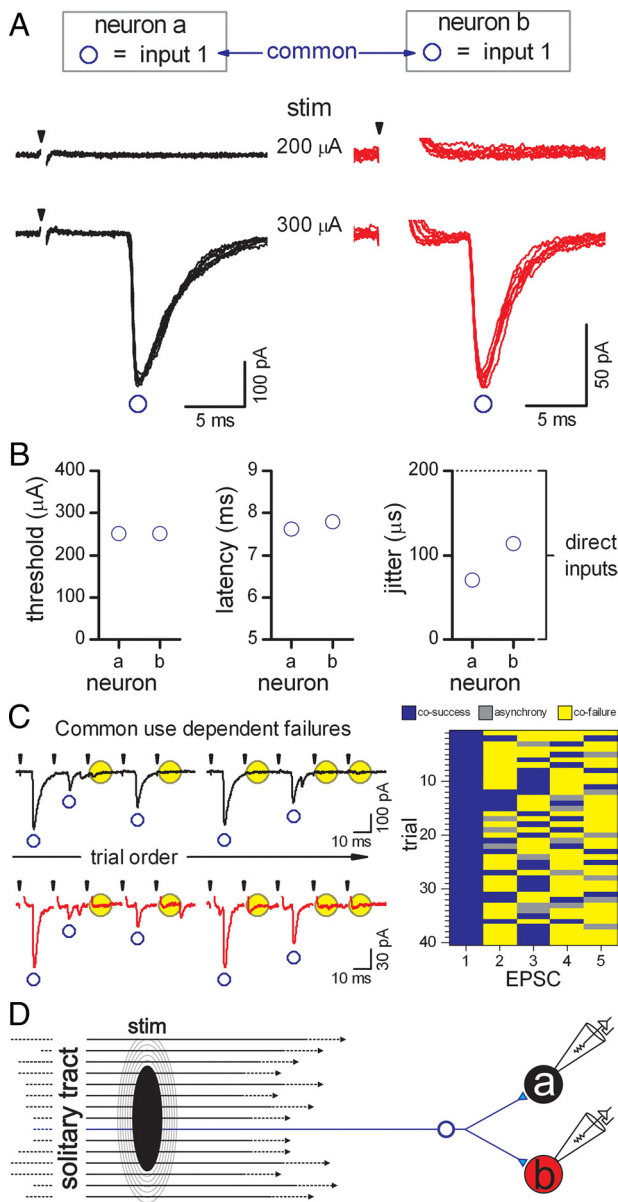 A
neuron a
= input 1
common
neuron b
= input 1
stim
200 µA
300 µA
100 pA
5 ms
50 pA
5 ms
B
threshold (µA)
400
300
200
100
0
a
b
neuron
latency (ms)
9
8
7
6
5
a
b
neuron
jitter (µs)
200
100
0
a
b
neuron
direct
inputs
C
Common use dependent failures
100 pA
10 ms
trial order
30 pA
10 ms
co-success
asynchrony
co-failure
trial
10
20
30
40
1
2
3
4
5
EPSC
D
stim
solitary tract
a
b